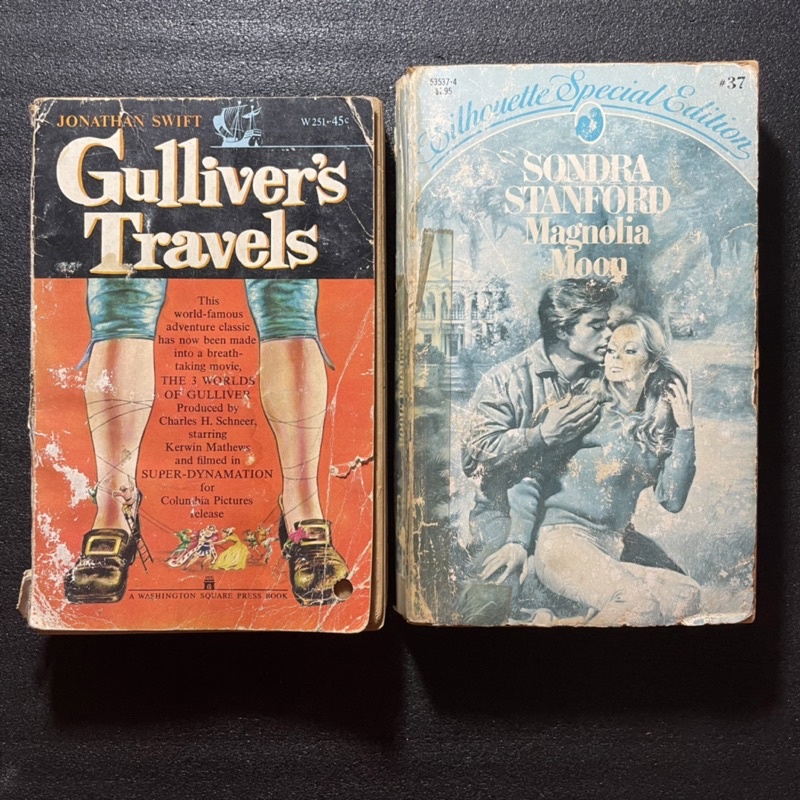 JONATHAN SWIFT
W251-45c
Gulliver's
Travels
This
world-famous
adventure classic
has now been made
into a breath-
taking movie,
THE 3 WORLDS
OF GULLIVER
Produced by
Charles H. Schneer,
starring
Kerwin Mathews
and filmed in
SUPER-DYNAMATION
for
Columbia Pictures
release
A WASHINGTON SQUARE PRESS BOOK
53537-4
$1.95
#37
Silhouette Special Edition
SONDRA
STANFORD
Magnolia
Moon